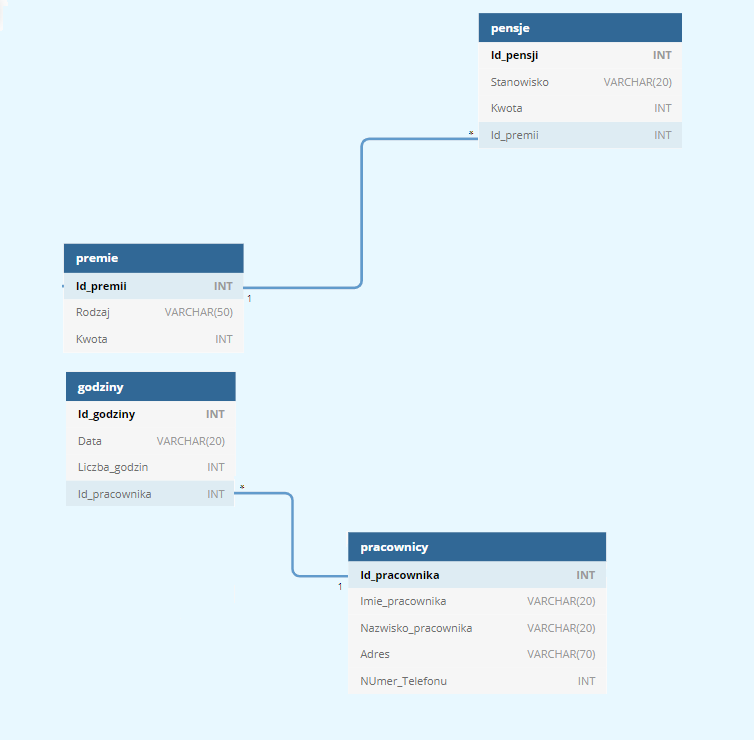 pensje
Id_pensji INT
Stanowisko VARCHAR(20)
Kwota INT
Id_premii INT
*
premie
Id_premii INT
1
Rodzaj VARCHAR(50)
Kwota INT
godziny
Id_godziny INT
Data VARCHAR(20)
Liczba_godzin INT
Id_pracownika INT
*
pracownicy
Id_pracownika INT
1
Imie_pracownika VARCHAR(20)
Nazwisko_pracownika VARCHAR(20)
Adres VARCHAR(70)
NUmer_Telefonu INT